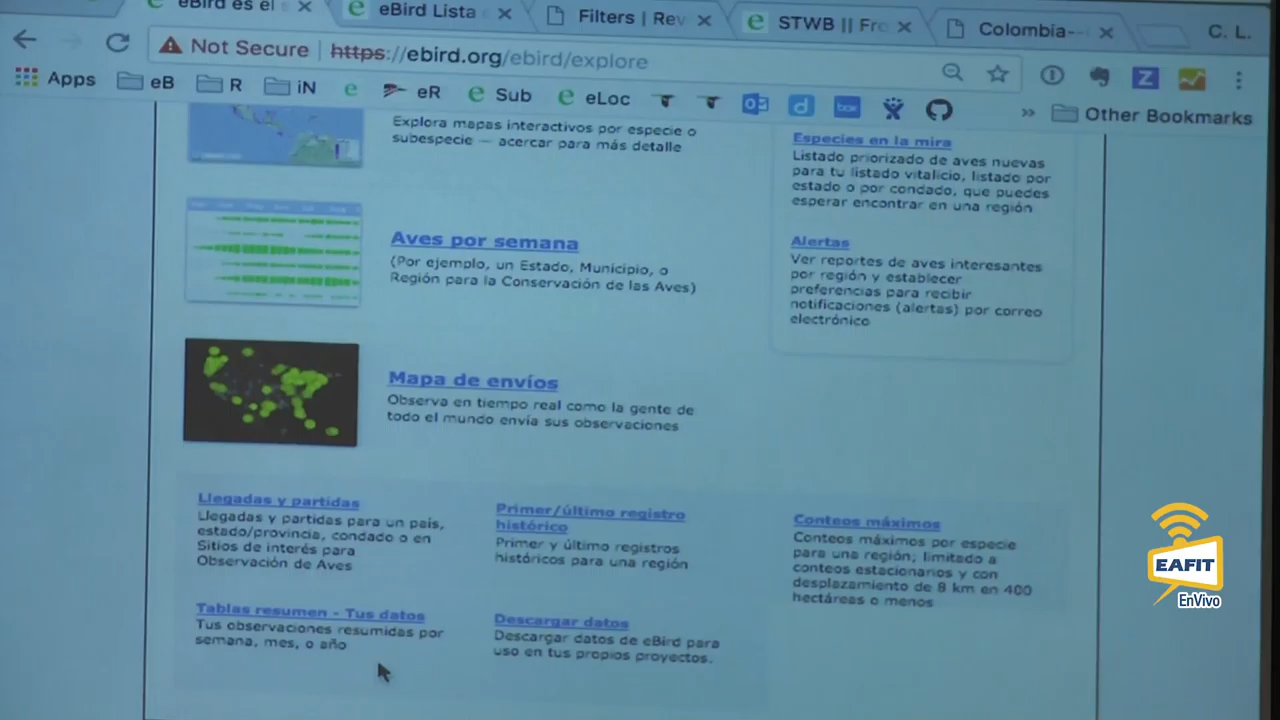 eBird es el
eBird Lista
Filters | Rev
STWB || Fro
Colombia--
C. L.
Not Secure | https://ebird.org/ebird/explore
Apps
eB
R
iN
eR
Sub
eLoc
Other Bookmarks
Explora mapas interactivos por especie o
subespecie — acercar para más detalle
Aves por semana
(Por ejemplo, un Estado, Municipio, o
Región para la Conservación de las Aves)
Mapa de envíos
Observa en tiempo real como la gente de
todo el mundo envía sus observaciones
Especies en la mira
Listado priorizado de aves nuevas
para tu listado vitalicio, listado por
estado o por condado, que puedes
esperar encontrar en una región
Alertas
Ver reportes de aves interesantes
por región y establecer
preferencias para recibir
notificaciones (alertas) por correo
electrónico
Llegadas y partidas
Llegadas y partidas para un país,
estado/provincia, condado o en
Sitios de interés para
Observación de Aves
Primer/último registro
histórico
Primer y último registros
históricos para una región
Conteos máximos
Conteos máximos por especie
para una región; limitado a
conteos estacionarios y con
desplazamiento de 8 km en 400
hectáreas o menos
Tablas resumen - Tus datos
Tus observaciones resumidas por
semana, mes, o año
Descargar datos
Descargar datos de eBird para
uso en tus propios proyectos.
EAFIT
EnVivo